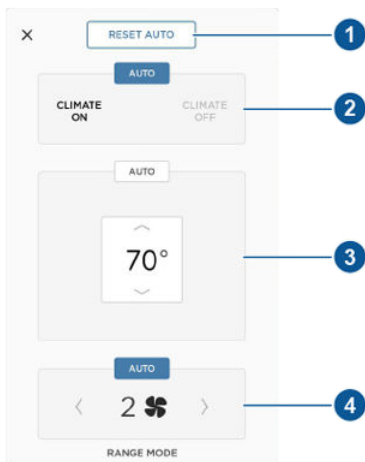 ×
RESET AUTO
1
AUTO
CLIMATE
ON
CLIMATE
OFF
2
AUTO
70°
3
AUTO
2
4
RANGE MODE